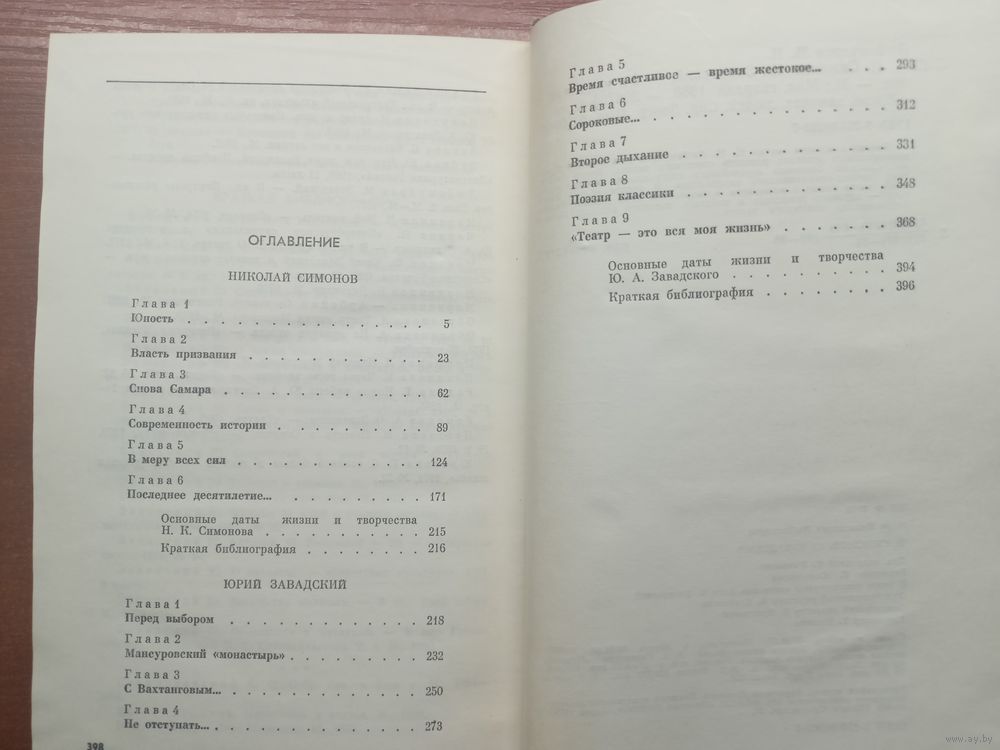 ОГЛАВЛЕНИЕ
НИКОЛАЙ СИМОНОВ
Глава 1
Юность . . . . . . . . . . . . . . . . 5
Глава 2
Власть призвания . . . . . . . . . . . . 23
Глава 3
Снова Самара . . . . . . . . . . . . . 62
Глава 4
Современность истории . . . . . . . . . 89
Глава 5
В меру всех сил . . . . . . . . . . . . 124
Глава 6
Последнее десятилетие... . . . . . . . . 171
Основные даты жизни и творчества
Н. К. Симонова . . . . . . . . . . 215
Краткая библиография . . . . . . . 216
ЮРИЙ ЗАВАДСКИЙ
Глава 1
Перед выбором . . . . . . . . . . . . 218
Глава 2
Мансуровский «монастырь» . . . . . . . . 232
Глава 3
С Вахтанговым... . . . . . . . . . . . . 250
Глава 4
Не отступать... . . . . . . . . . . . . . 273
398
Глава 5
Время счастливое — время жестокое... . . . 293
Глава 6
Сороковые... . . . . . . . . . . . . . 312
Глава 7
Второе дыхание . . . . . . . . . . . . 331
Глава 8
Поэзия классики . . . . . . . . . . . . 348
Глава 9
«Театр — это вся моя жизнь» . . . . . . . 368
Основные даты жизни и творчества
Ю. А. Завадского . . . . . . . . . 394
Краткая библиография . . . . . . . 396
www.ay.by